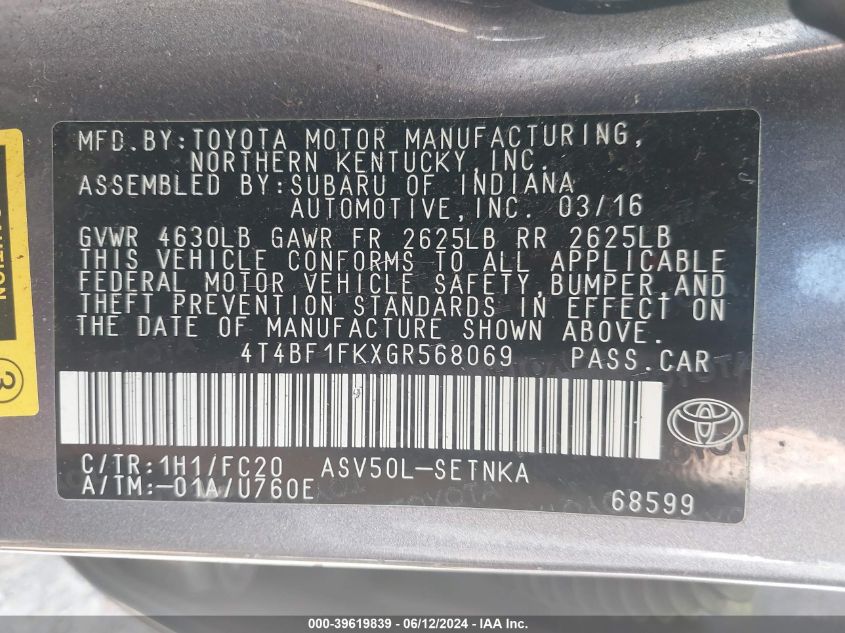 MFD.BY:TOYOTA MOTOR MANUFACTURING,
NORTHERN KENTUCKY,INC.
ASSEMBLED BY:SUBARU OF INDIANA
AUTOMOTIVE,INC. 03/16
GVWR 4630LB GAWR FR 2625LB RR 2625LB
THIS VEHICLE CONFORMS TO ALL APPLICABLE
FEDERAL MOTOR VEHICLE SAFETY,BUMPER,AND
THEFT PREVENTION STANDARDS IN EFFECT ON
THE DATE OF MANUFACTURE SHOWN ABOVE.
4T4BF1FKXGR568069 PASS.CAR
C/TR:1H1/FC20 ASV50L-SETNKA
A/TM:-01A/U760E
68599
CAUTION
3
000-39619839 - 06/12/2024 - IAA Inc.